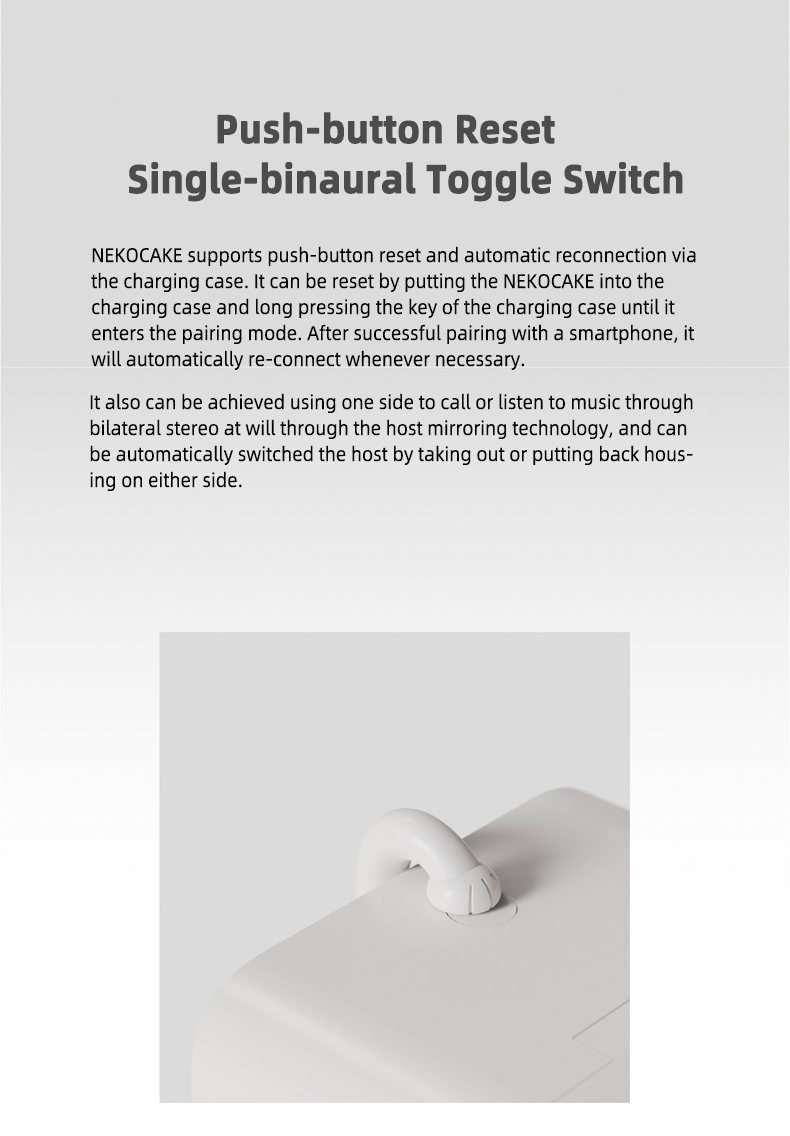 Push-button Reset
Single-binaural Toggle Switch
NEKOCAKE supports push-button reset and automatic reconnection via
the charging case. It can be reset by putting the NEKOCAKE into the
charging case and long pressing the key of the charging case until it
enters the pairing mode. After successful pairing with a smartphone, it
will automatically re-connect whenever necessary.
It also can be achieved using one side to call or listen to music through
bilateral stereo at will through the host mirroring technology, and can
be automatically switched the host by taking out or putting back hous-
ing on either side.